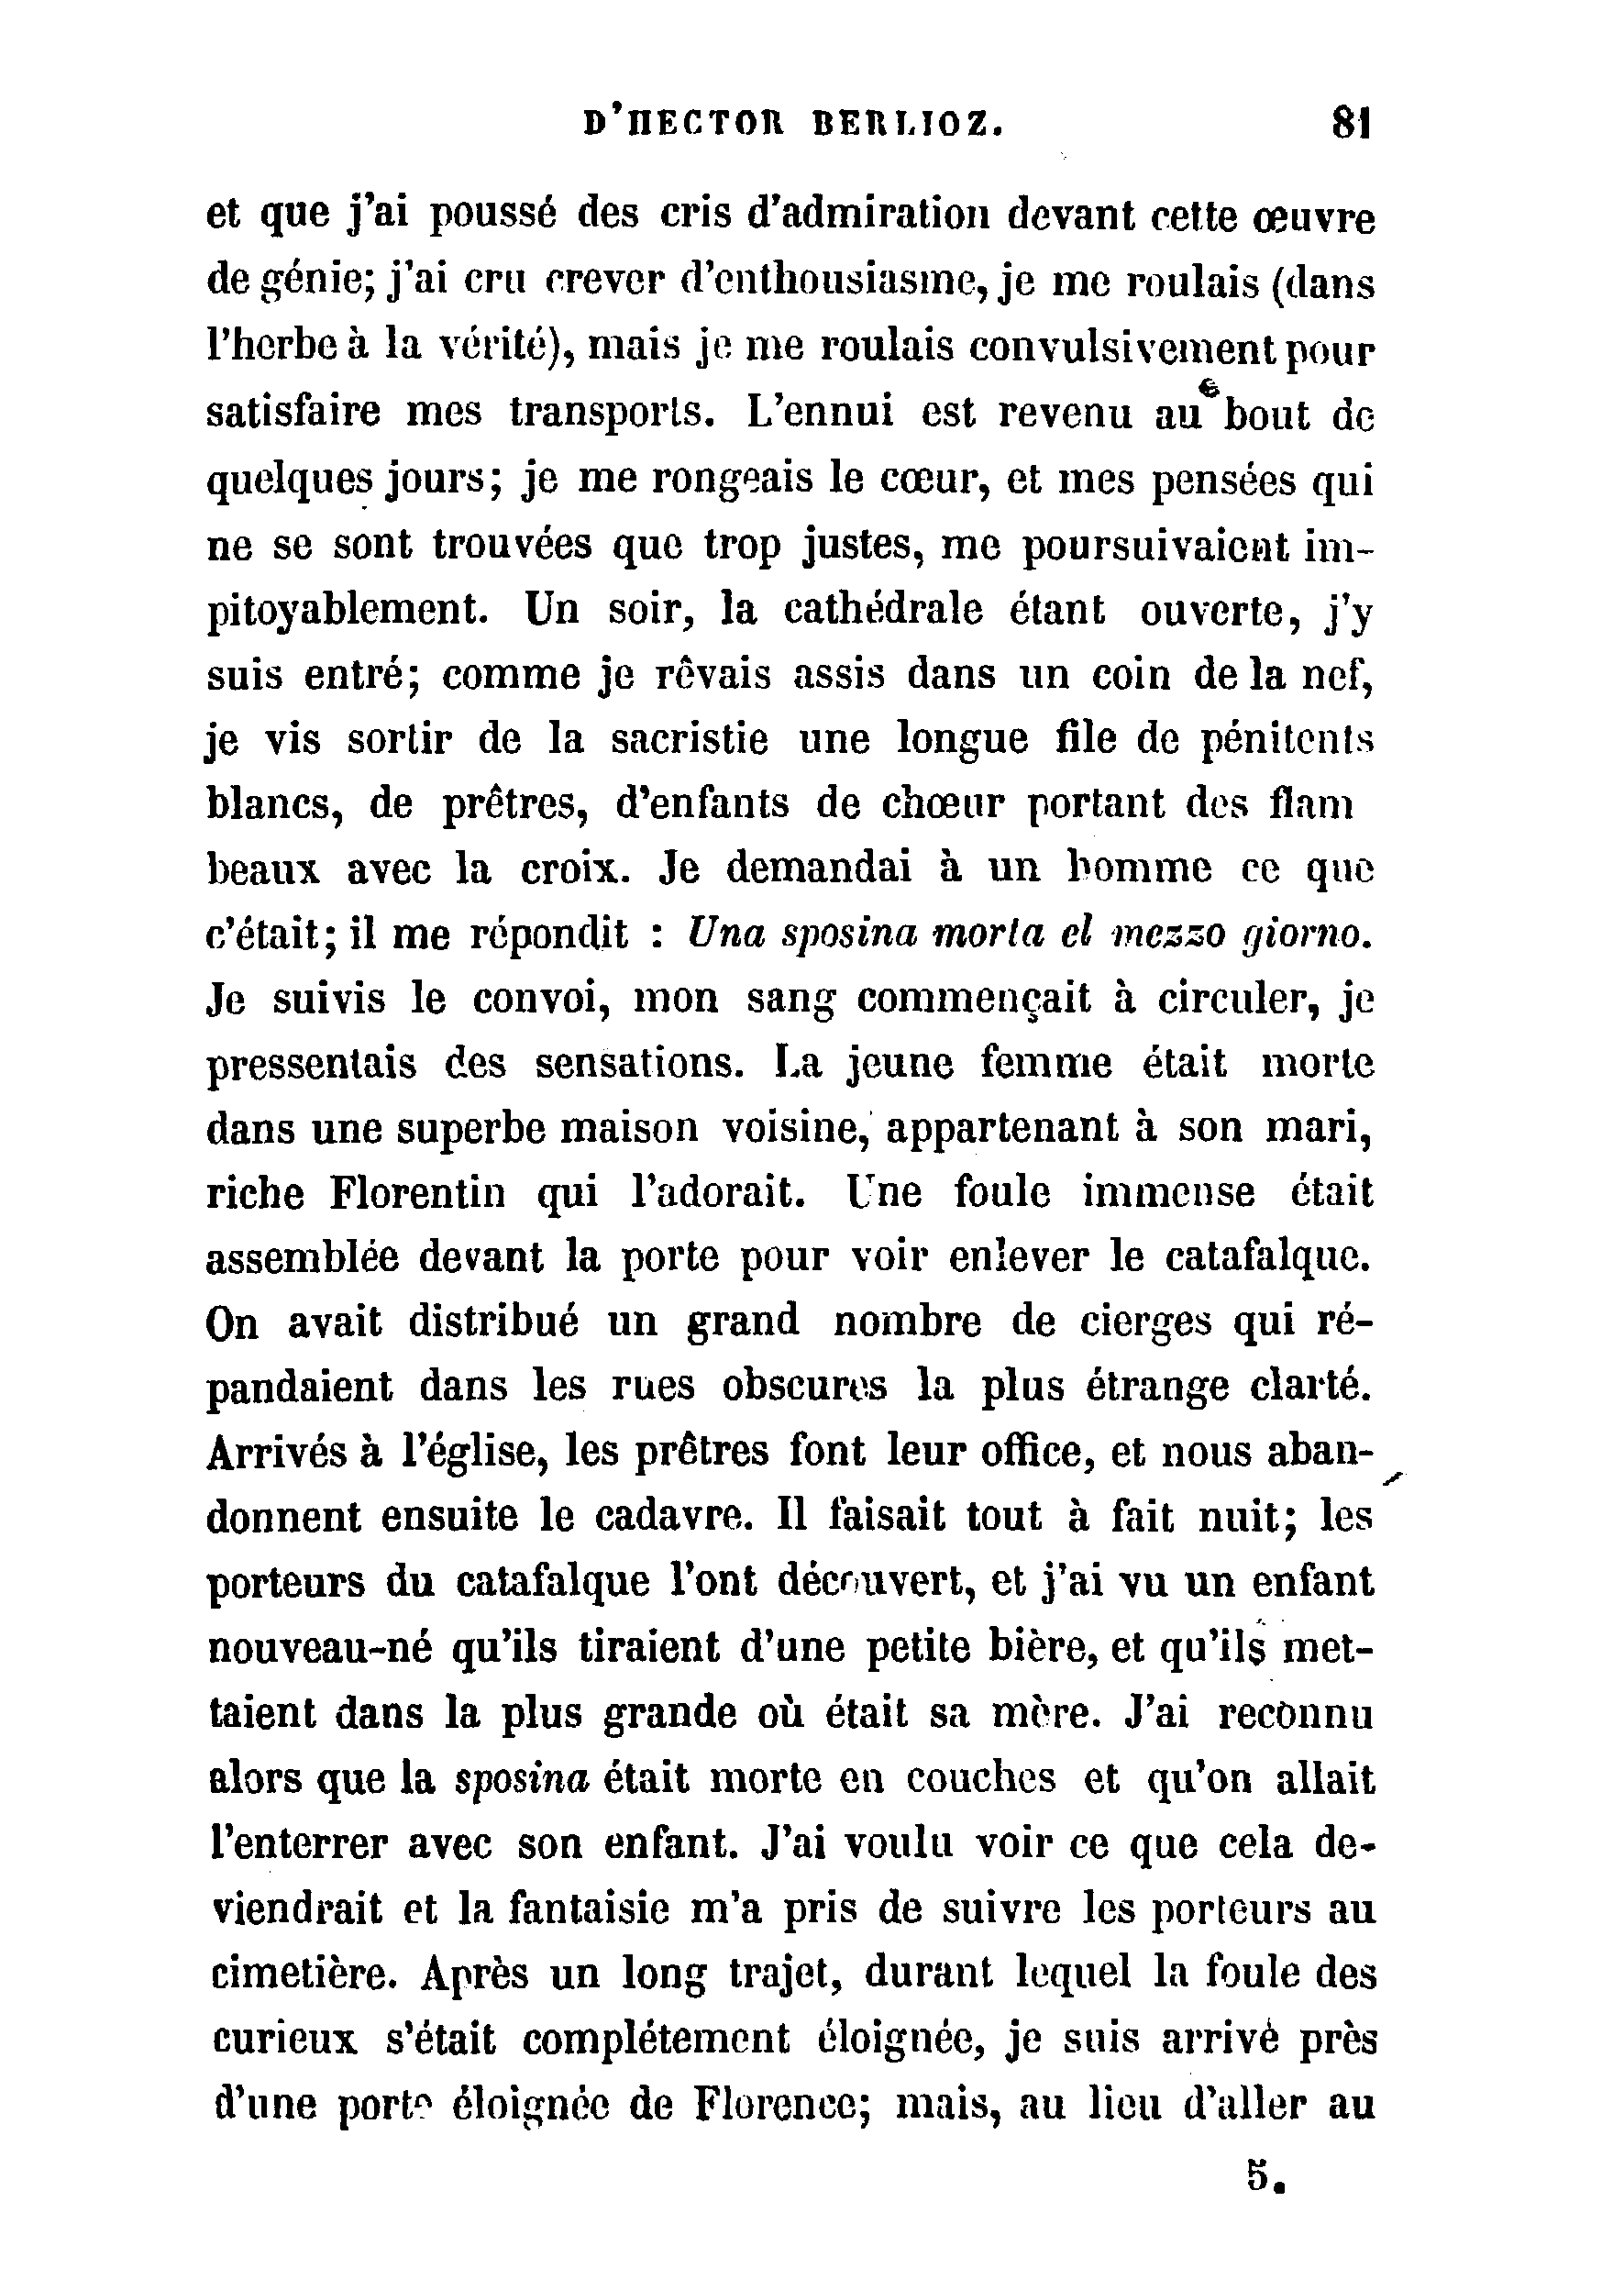 D'HECTOR BERLIOZ. 81
et que j'ai poussé des cris d'admiration devant cette œuvre
de génie; j'ai cru crever d'enthousiasme, je me roulais (dans
l'herbe à la vérité), mais je me roulais convulsivement pour
satisfaire mes transports. L'ennui est revenu au bout de
quelques jours; je me rongeais le cœur, et mes pensées qui
ne se sont trouvées que trop justes, me poursuivaient im-
pitoyablement. Un soir, la cathédrale étant ouverte, j'y
suis entré; comme je rêvais assis dans un coin de la nef,
je vis sortir de la sacristie une longue file de pénitents
blancs, de prêtres, d'enfants de chœur portant des flam
beaux avec la croix. Je demandai à un homme ce que
c'était; il me répondit : Una sposina morta el mezzo giorno.
Je suivis le convoi, mon sang commençait à circuler, je
pressentais des sensations. La jeune femme était morte
dans une superbe maison voisine, appartenant à son mari,
riche Florentin qui l'adorait. Une foule immense était
assemblée devant la porte pour voir enlever le catafalque.
On avait distribué un grand nombre de cierges qui ré-
pandaient dans les rues obscures la plus étrange clarté.
Arrivés à l'église, les prêtres font leur office, et nous aban-
donnent ensuite le cadavre. Il faisait tout à fait nuit; les
porteurs du catafalque l'ont découvert, et j'ai vu un enfant
nouveau-né qu'ils tiraient d'une petite bière, et qu'ils met-
taient dans la plus grande où était sa mère. J'ai reconnu
alors que la sposina était morte en couches et qu'on allait
l'enterrer avec son enfant. J'ai voulu voir ce que cela de-
viendrait et la fantaisie m'a pris de suivre les porteurs au
cimetière. Après un long trajet, durant lequel la foule des
curieux s'était complétement éloignée, je suis arrivé près
d'une porte éloignée de Florence; mais, au lieu d'aller au
5.